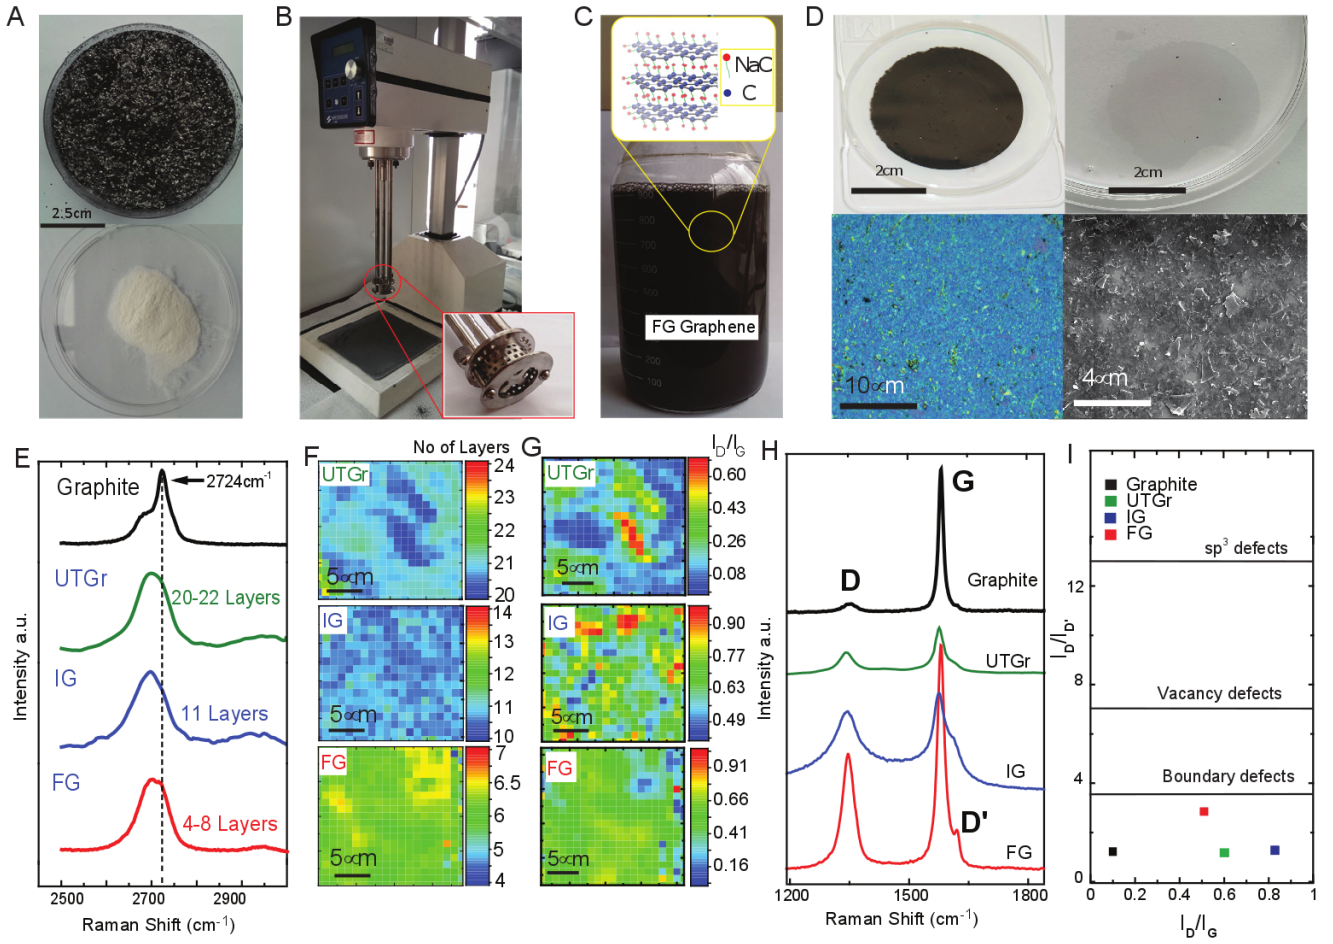 A
2.5cm
B
C
NaC
C
900
800
700
600
FG Graphene
200
100
D
2cm
2cm
10∝m
4∝m
E
Graphite
2724cm-1
UTGr
20-22 Layers
IG
11 Layers
FG
4-8 Layers
Intensity a.u.
2500 2700 2900
Raman Shift (cm-1)
F
No of Layers
UTGr
5∝m
24
23
22
21
20
IG
5∝m
14
13
12
11
10
FG
5∝m
7
6.5
6
5
4
G
ID/IG
UTGr
5∝m
0.60
0.43
0.26
0.08
IG
5∝m
0.90
0.77
0.63
0.49
FG
5∝m
0.91
0.66
0.41
0.16
H
G
D
Graphite
UTGr
IG
D'
FG
Intensity a.u.
1200 1500 1800
Raman Shift (cm-1)
I
Graphite
UTGr
IG
FG
sp3 defects
Vacancy defects
Boundary defects
12
8
4
0
ID/ID'
0 0.2 0.4 0.6 0.8 1
ID/IG